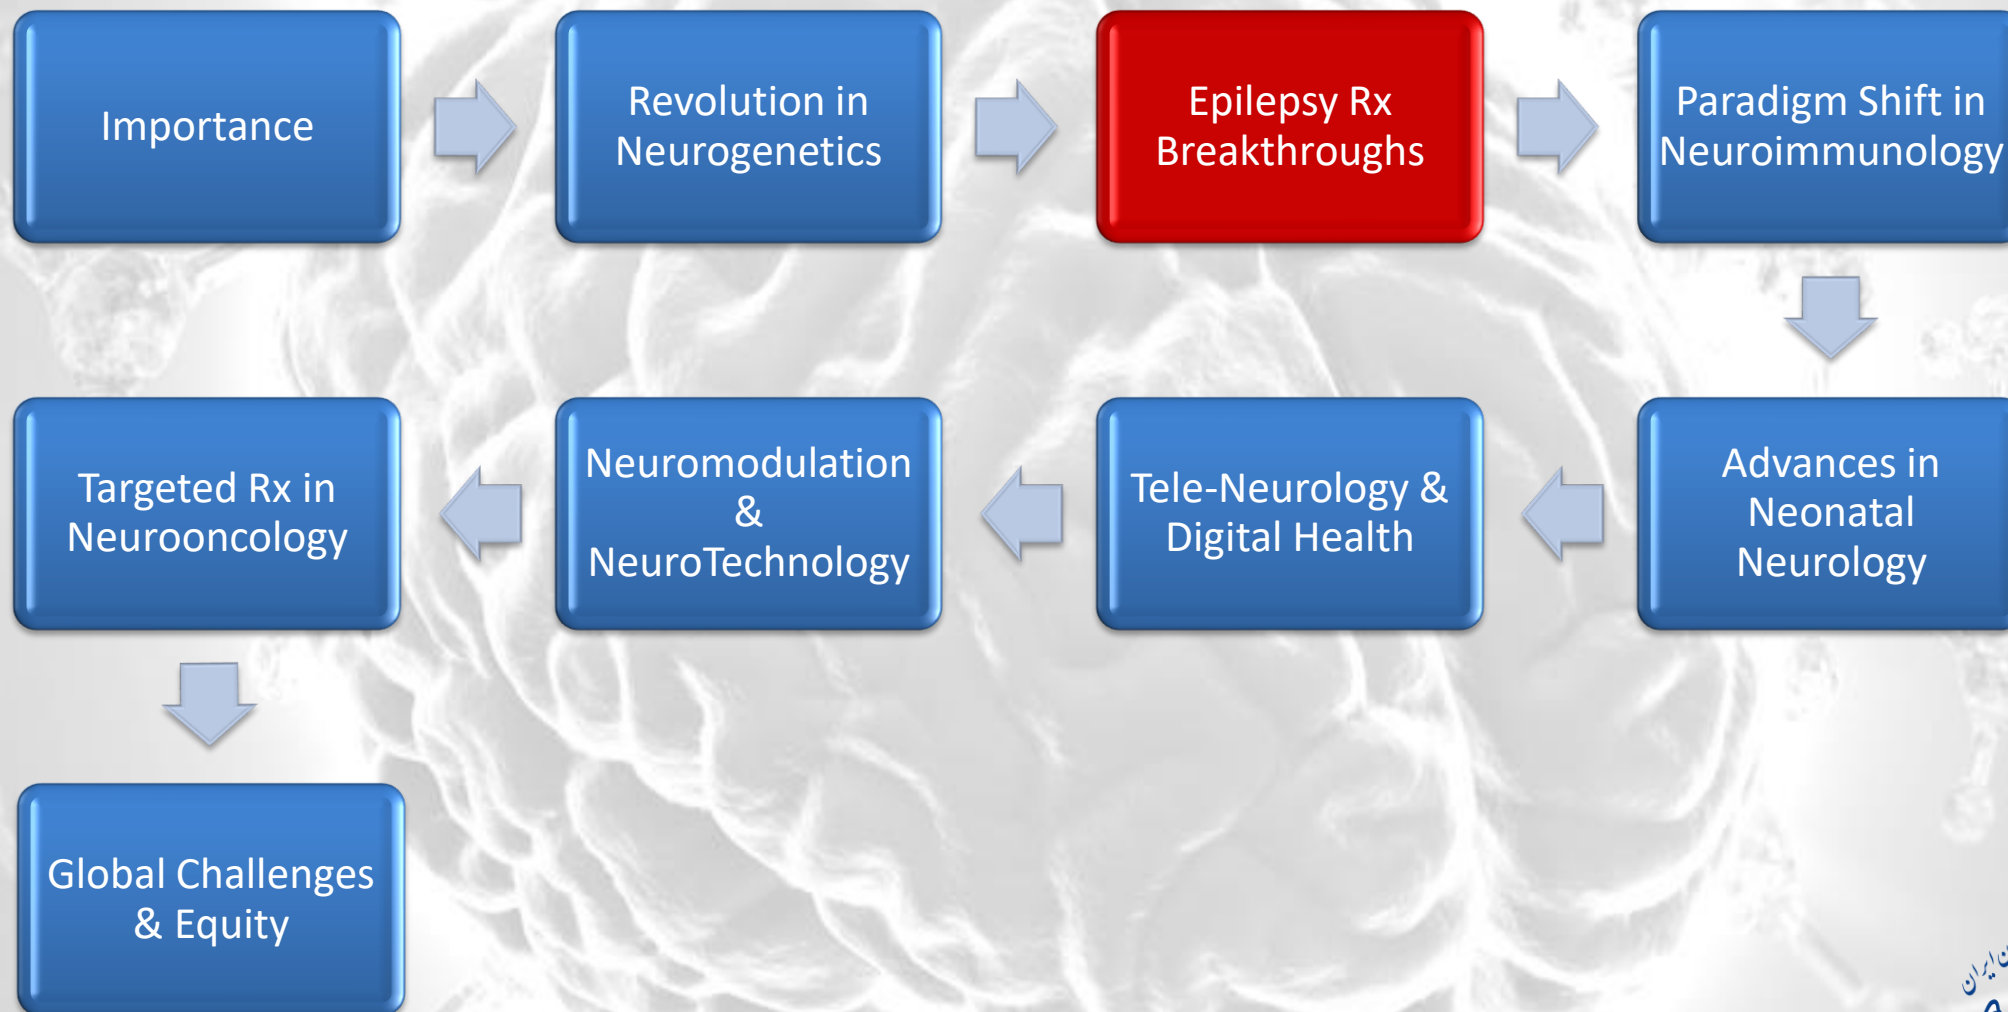 Importance
Revolution in
Neurogenetics
Epilepsy Rx
Breakthroughs
Paradigm Shift in
Neuroimmunology
Advances in
Neonatal
Neurology
Tele-Neurology &
Digital Health
Neuromodulation
&
NeuroTechnology
Targeted Rx in
Neurooncology
Global Challenges
& Equity
ایران